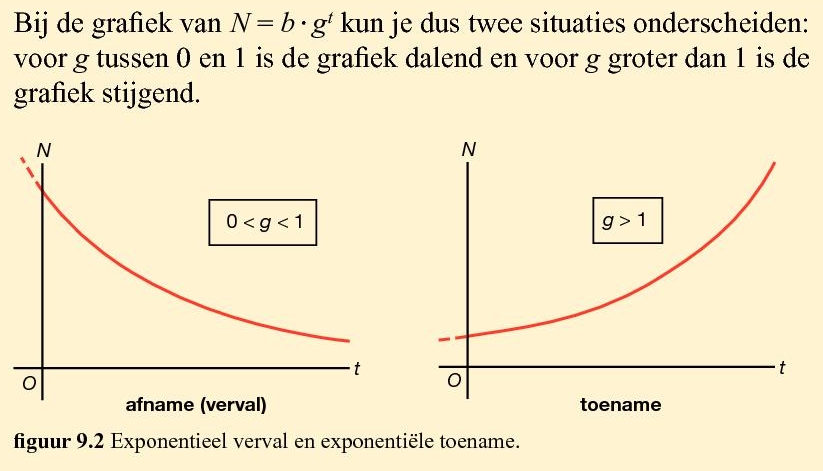 Bij de grafiek van N = b · gᵗ kun je dus twee situaties onderscheiden:
voor g tussen 0 en 1 is de grafiek dalend en voor g groter dan 1 is de
grafiek stijgend.
N
0 < g < 1
O
t
afname (verval)
N
g > 1
O
t
toename
figuur 9.2 Exponentieel verval en exponentiële toename.